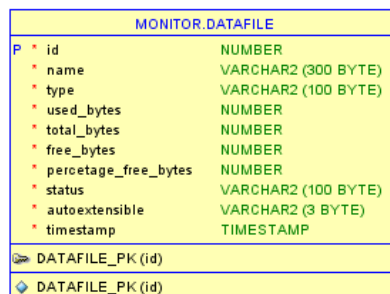 MONITOR.DATAFILE
P * id NUMBER
* name VARCHAR2 (300 BYTE)
* type VARCHAR2 (100 BYTE)
* used_bytes NUMBER
* total_bytes NUMBER
* free_bytes NUMBER
* percetage_free_bytes NUMBER
* status VARCHAR2 (100 BYTE)
* autoextensible VARCHAR2 (3 BYTE)
* timestamp TIMESTAMP
DATAFILE_PK (id)
DATAFILE_PK (id)